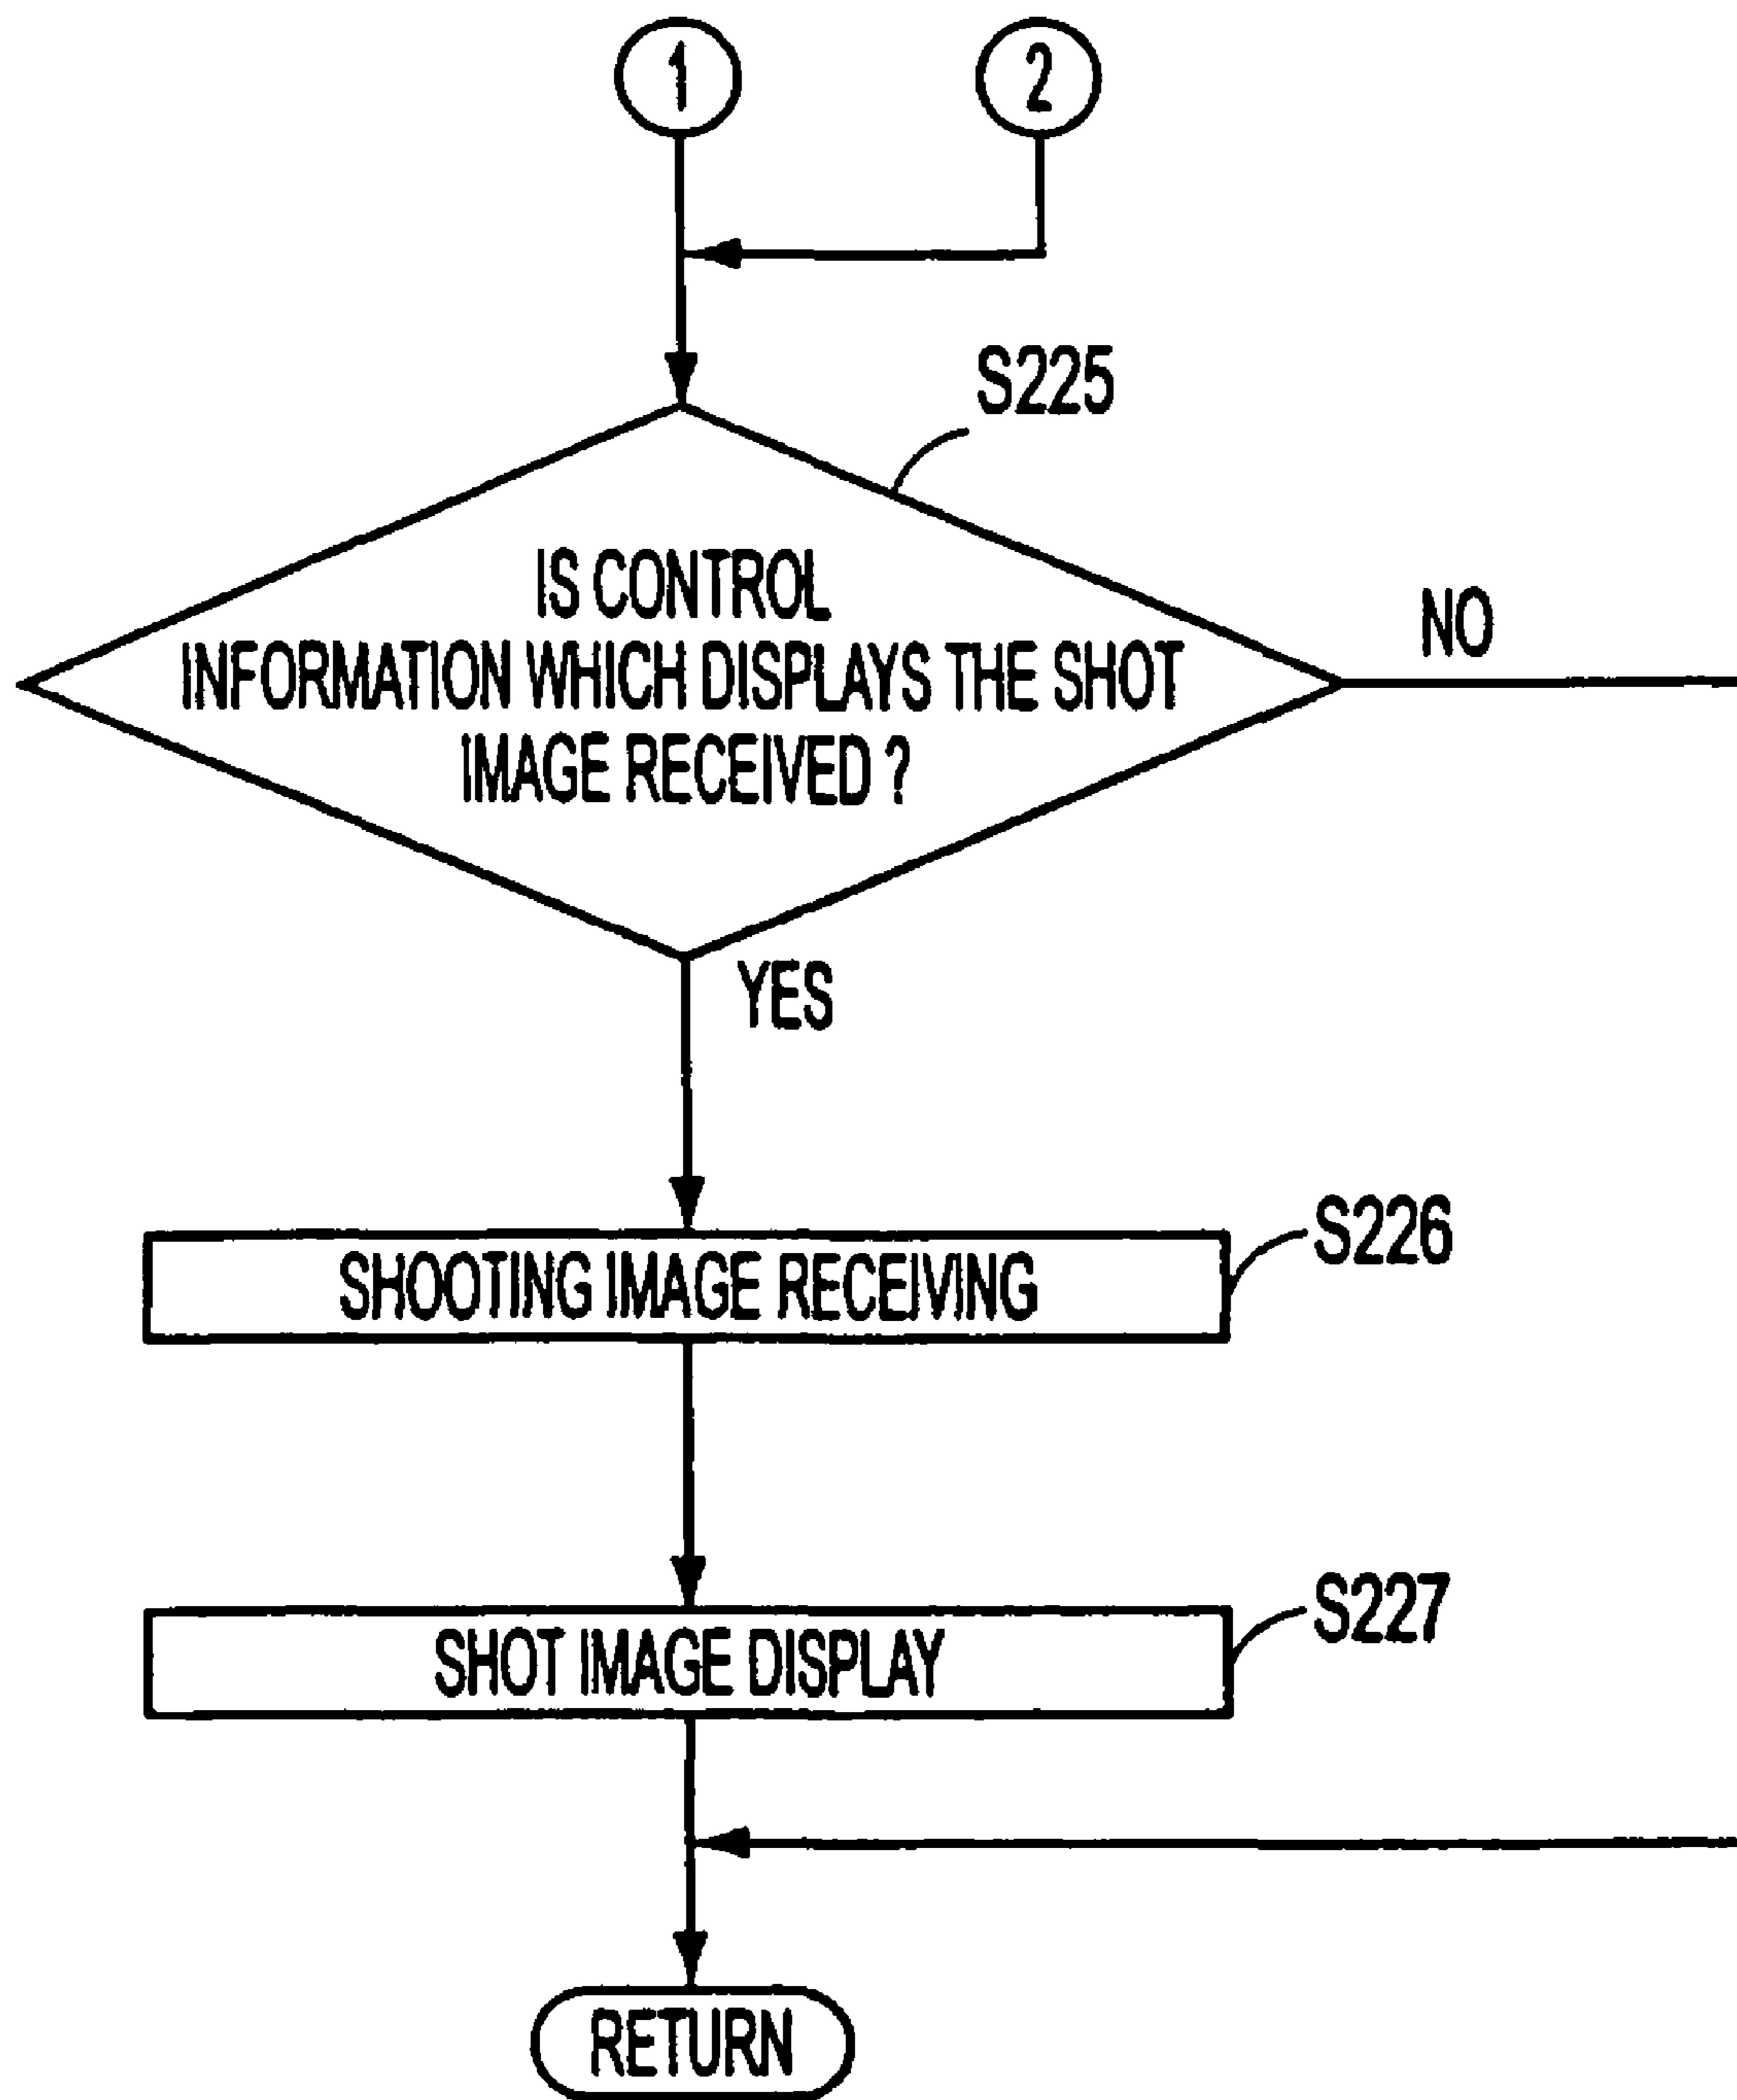 1
2
S225
IS CONTROL
INFORMATION WHICH DISPLAYS THE SHOT
IMAGE RECEIVED ?
NO
YES
SHOOTING IMAGE RECEIVING
S226
SHOT IMAGE DISPLAY
S227
RETURN